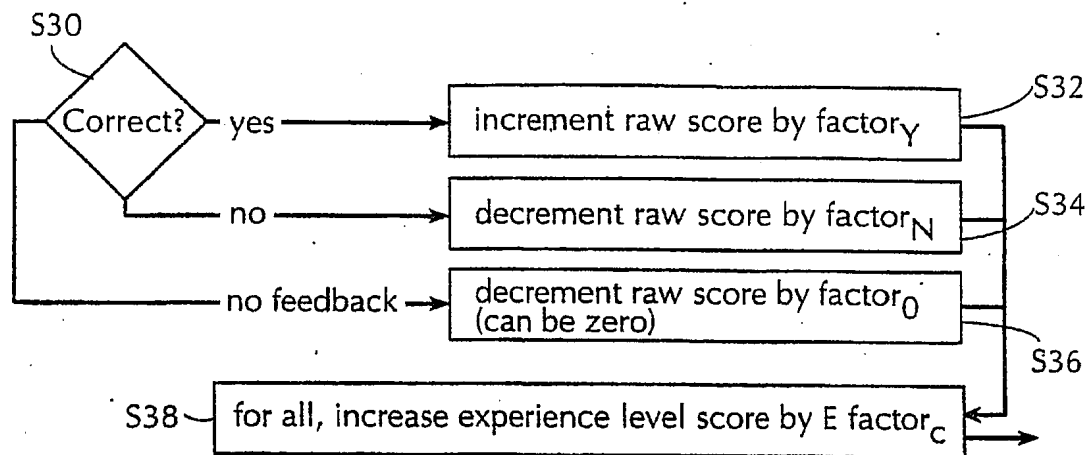 S30
Correct?
yes
increment raw score by factorY
S32
no
decrement raw score by factorN
S34
no feedback
decrement raw score by factor0
(can be zero)
S36
S38
for all, increase experience level score by E factorc